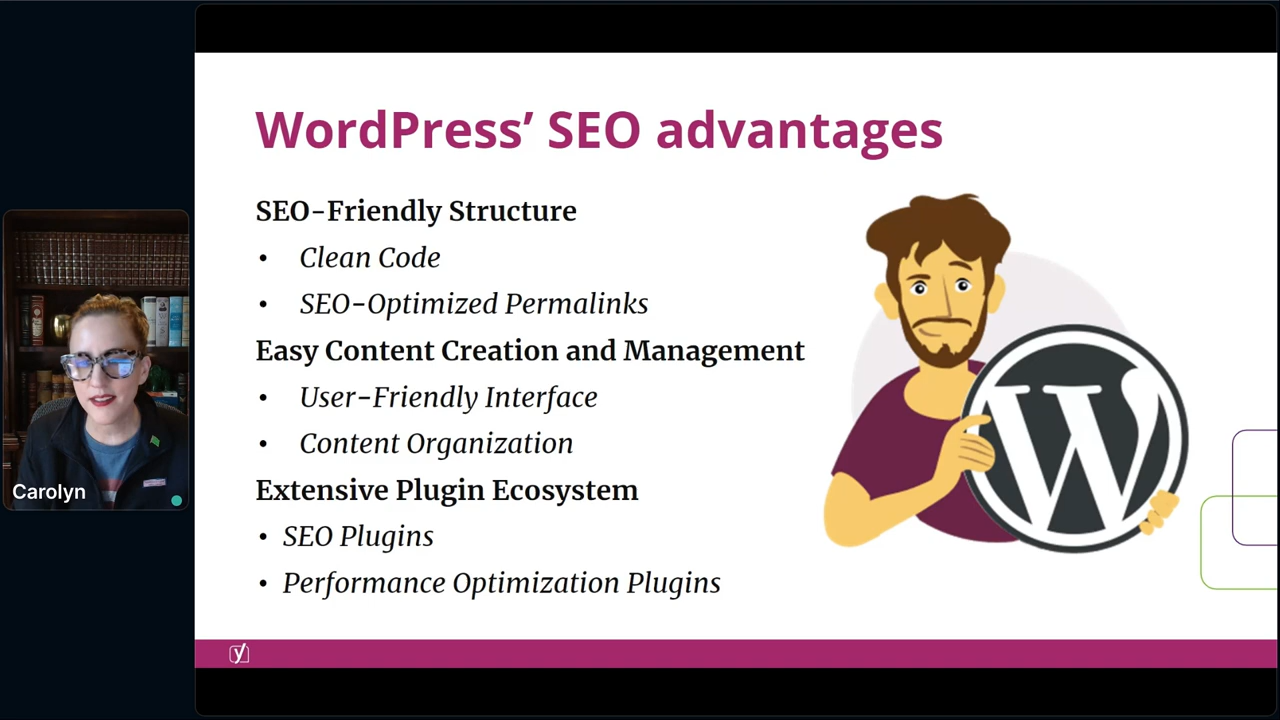 WordPress’ SEO advantages
SEO-Friendly Structure
• Clean Code
• SEO-Optimized Permalinks
Easy Content Creation and Management
• User-Friendly Interface
• Content Organization
Extensive Plugin Ecosystem
• SEO Plugins
• Performance Optimization Plugins
Carolyn
W
y